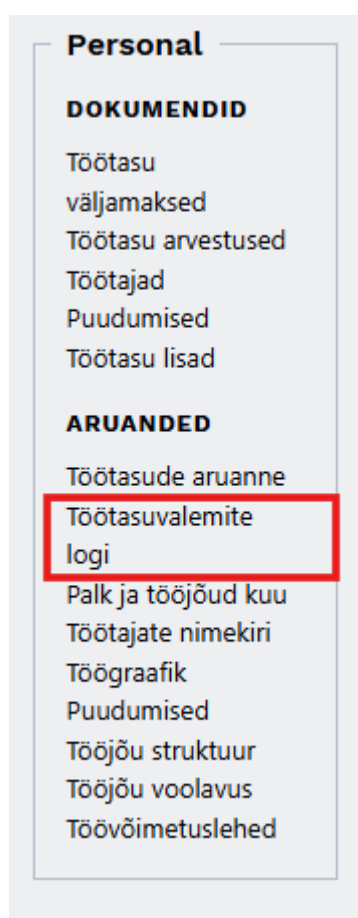 Personal
DOKUMENDID
Töötasu
väljamaksed
Töötasu arvestused
Töötajad
Puudumised
Töötasu lisad
ARUANDED
Töötasude aruanne
Töötasuvalemite
logi
Palk ja tööjõud kuu
Töötajate nimekiri
Töögraafik
Puudumised
Tööjõu struktuur
Tööjõu voolavus
Töövõimetuslehed